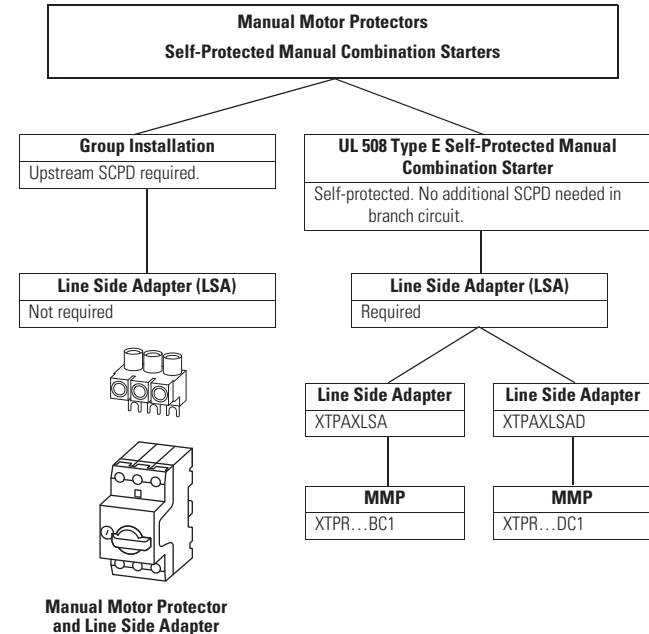 Manual Motor Protectors
Self-Protected Manual Combination Starters
Group Installation
Upstream SCPD required.
UL 508 Type E Self-Protected Manual
Combination Starter
Self-protected. No additional SCPD needed in
branch circuit.
Line Side Adapter (LSA)
Not required
Line Side Adapter (LSA)
Required
Line Side Adapter
XTPAXLSA
Line Side Adapter
XTPAXLSAD
MMP
XTPR…BC1
MMP
XTPR…DC1
Manual Motor Protector
and Line Side Adapter